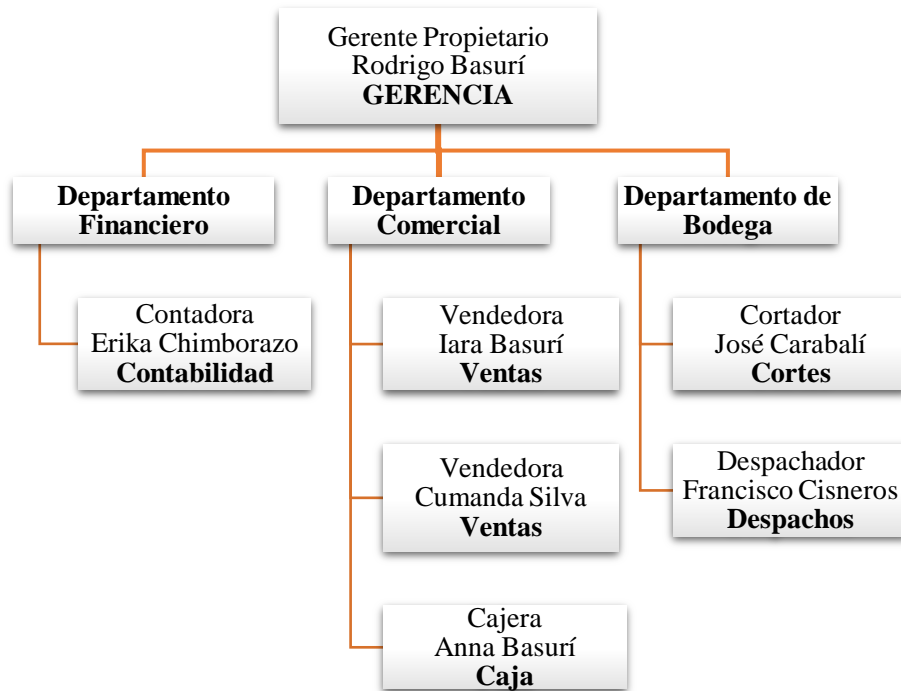 Gerente Propietario
Rodrigo Basurí
GERENCIA
Departamento
Financiero
Contadora
Erika Chimborazo
Contabilidad
Departamento
Comercial
Vendedora
Iara Basurí
Ventas
Vendedora
Cumanda Silva
Ventas
Cajera
Anna Basurí
Caja
Departamento de
Bodega
Cortador
José Carabalí
Cortes
Despachador
Francisco Cisneros
Despachos